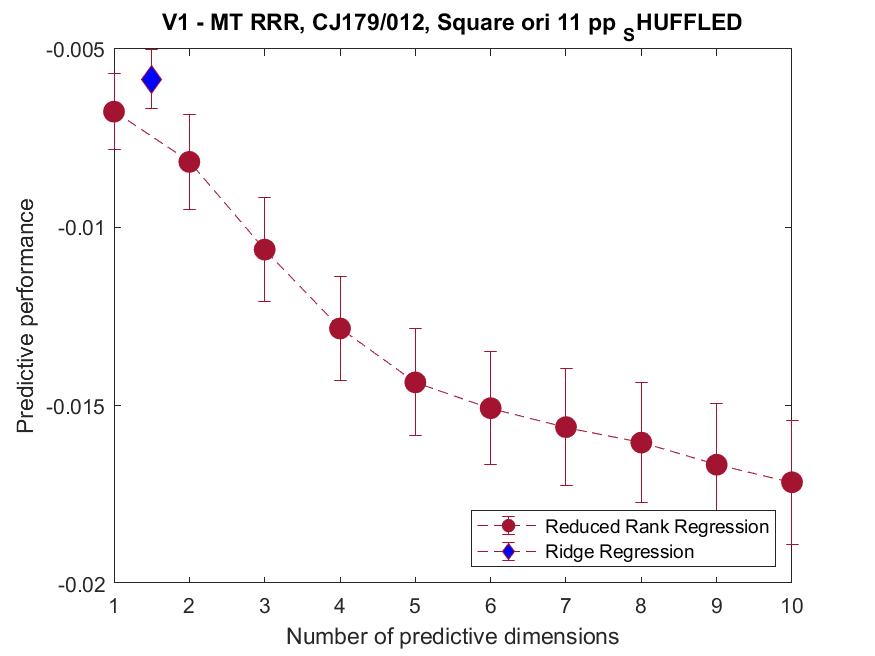 V1 - MT RRR, CJ179/012, Square ori 11 pp SHUFFLED
-0.005
-0.01
-0.015
-0.02
Predictive performance
1 2 3 4 5 6 7 8 9 10
Number of predictive dimensions
Reduced Rank Regression
Ridge Regression